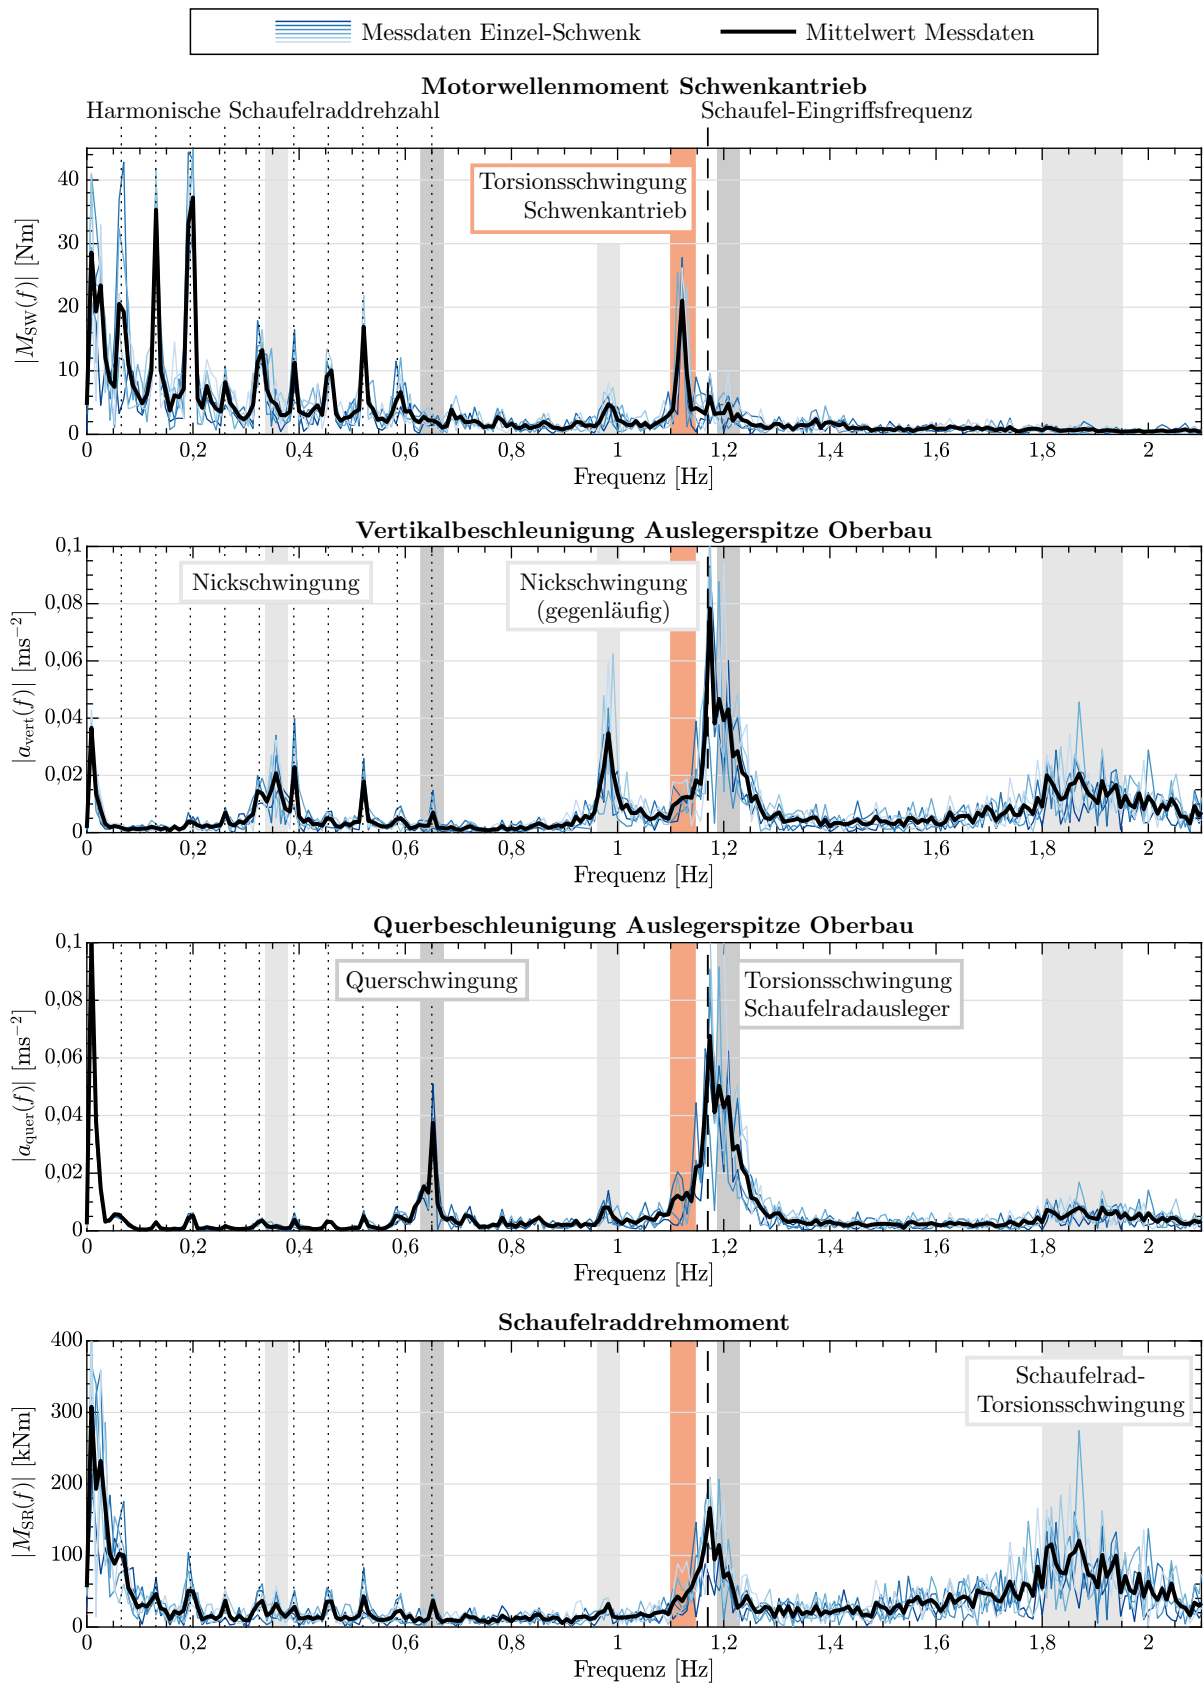 Messdaten Einzel-Schwenk
Mittelwert Messdaten
Motorwellenmoment Schwenkantrieb
Harmonische Schaufelraddrehzahl
Schaufel-Eingriffsfrequenz
Torsionsschwingung
Schwenkantrieb
|M_SW(f)| [Nm]
40
30
20
10
0
0 0,2 0,4 0,6 0,8 1 1,2 1,4 1,6 1,8 2
Frequenz [Hz]
Vertikalbeschleunigung Auslegerspitze Oberbau
Nickschwingung
Nickschwingung
(gegenläufig)
|a_vert(f)| [ms⁻²]
0,1
0,08
0,06
0,04
0,02
0
0 0,2 0,4 0,6 0,8 1 1,2 1,4 1,6 1,8 2
Frequenz [Hz]
Querbeschleunigung Auslegerspitze Oberbau
Querschwingung
Torsionsschwingung
Schaufelradausleger
|a_quer(f)| [ms⁻²]
0,1
0,08
0,06
0,04
0,02
0
0 0,2 0,4 0,6 0,8 1 1,2 1,4 1,6 1,8 2
Frequenz [Hz]
Schaufelraddrehmoment
Schaufelrad-
Torsionsschwingung
|M_SR(f)| [kNm]
400
300
200
100
0
0 0,2 0,4 0,6 0,8 1 1,2 1,4 1,6 1,8 2
Frequenz [Hz]